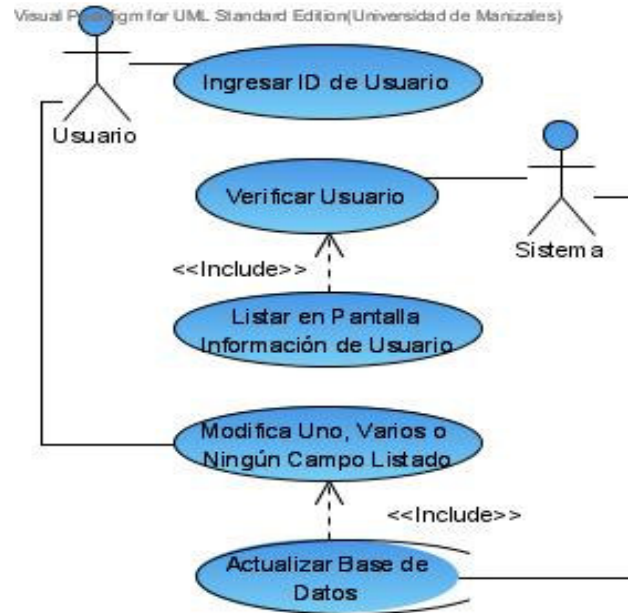 Visual Paradigm for UML Standard Edition(Universidad de Manizales)
Ingresar ID de Usuario
Usuario
Verificar Usuario
Sistema
<<Include>>
Listar en Pantalla
Información de Usuario
Modifica Uno, Varios o
Ningún Campo Listado
<<Include>>
Actualizar Base de
Datos